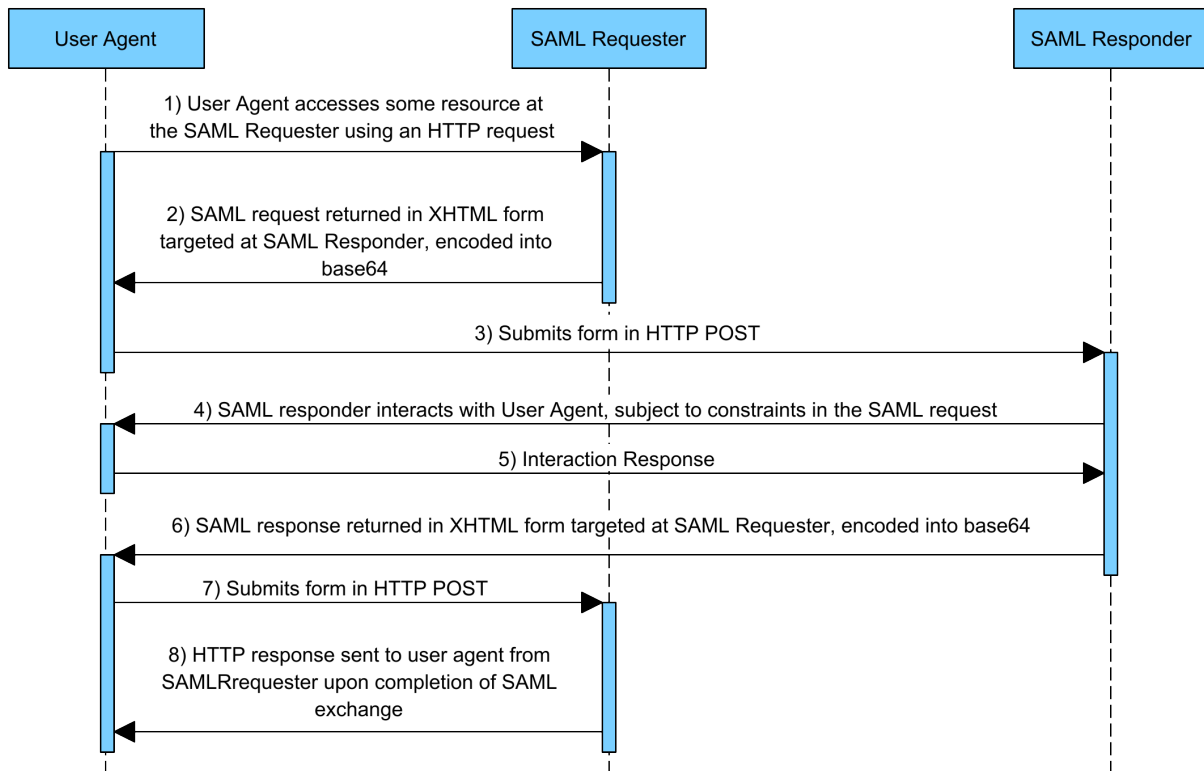 User Agent
SAML Requester
SAML Responder
1) User Agent accesses some resource at
the SAML Requester using an HTTP request
2) SAML request returned in XHTML form
targeted at SAML Responder, encoded into
base64
3) Submits form in HTTP POST
4) SAML responder interacts with User Agent, subject to constraints in the SAML request
5) Interaction Response
6) SAML response returned in XHTML form targeted at SAML Requester, encoded into base64
7) Submits form in HTTP POST
8) HTTP response sent to user agent from
SAMLRrequester upon completion of SAML
exchange